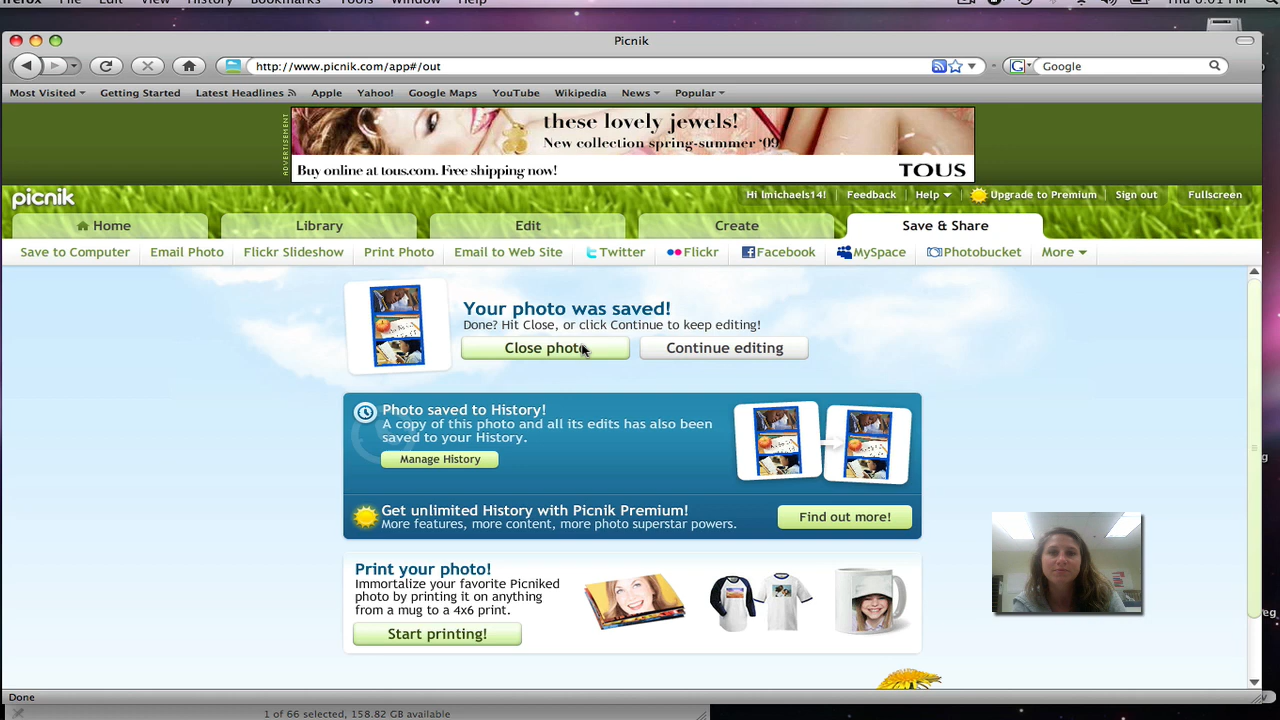 Firefox File Edit View History Bookmarks Tools Window Help Thu 6:01 PM
Picnik
http://www.picnik.com/app#/out
Google
Most Visited Getting Started Latest Headlines Apple Yahoo! Google Maps YouTube Wikipedia News Popular
ADVERTISEMENT
these lovely jewels!
New collection spring-summer '09
Buy online at tous.com. Free shipping now!
TOUS
picnik
Hi lmichaels14! Feedback Help Upgrade to Premium Sign out Fullscreen
Home Library Edit Create Save & Share
Save to Computer Email Photo Flickr Slideshow Print Photo Email to Web Site Twitter Flickr Facebook MySpace Photobucket More
Your photo was saved!
Done? Hit Close, or click Continue to keep editing!
Close photo Continue editing
Photo saved to History!
A copy of this photo and all its edits has also been
saved to your History.
Manage History
Get unlimited History with Picnik Premium!
More features, more content, more photo superstar powers.
Find out more!
Print your photo!
Immortalize your favorite Picniked
photo by printing it on anything
from a mug to a 4x6 print.
Start printing!
Done
1 of 66 selected, 158.82 GB available